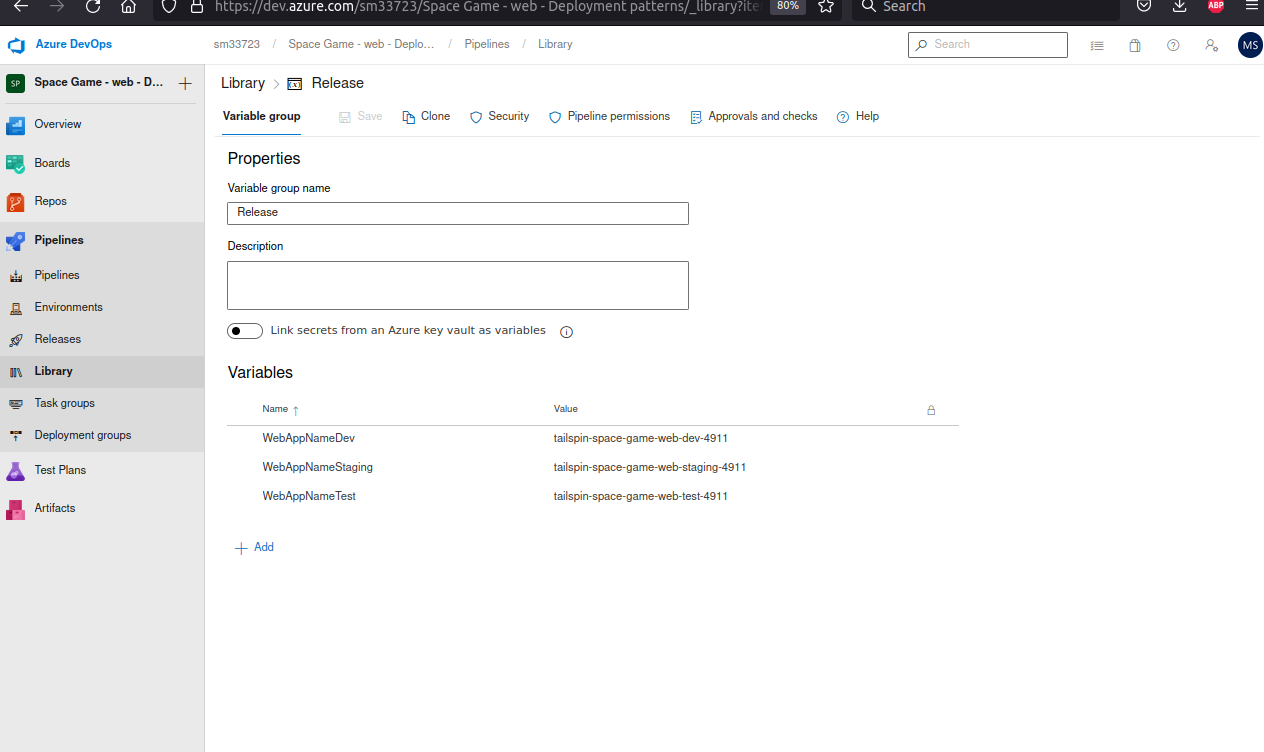 https://dev.azure.com/sm33723/Space Game - web - Deployment patterns/_library?ite
80%
Search
ABP
Azure DevOps
sm33723 / Space Game - web - Deplo... / Pipelines / Library
Search
MS
SP
Space Game - web - D...
Overview
Boards
Repos
Pipelines
Pipelines
Environments
Releases
Library
Task groups
Deployment groups
Test Plans
Artifacts
Library > Release
Variable group Save Clone Security Pipeline permissions Approvals and checks Help
Properties
Variable group name
Release
Description
Link secrets from an Azure key vault as variables
Variables
Name ↑ Value
WebAppNameDev tailspin-space-game-web-dev-4911
WebAppNameStaging tailspin-space-game-web-staging-4911
WebAppNameTest tailspin-space-game-web-test-4911
+ Add